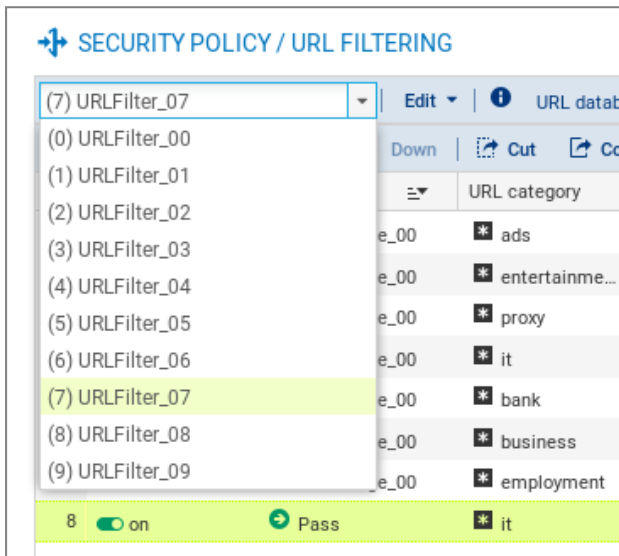 SECURITY POLICY / URL FILTERING
(7) URLFilter_07 Edit URL datab
(0) URLFilter_00 Down Cut Co
(1) URLFilter_01 URL category
(2) URLFilter_02 e_00 ads
(3) URLFilter_03 e_00 entertainme...
(4) URLFilter_04 e_00 proxy
(5) URLFilter_05 e_00 it
(6) URLFilter_06
(7) URLFilter_07 e_00 bank
(8) URLFilter_08 e_00 business
(9) URLFilter_09 e_00 employment
8 on Pass it